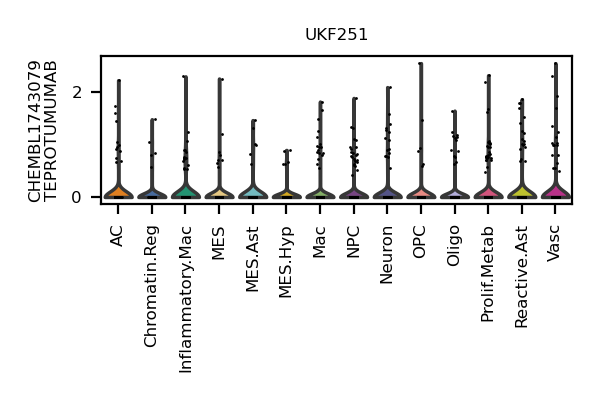 UKF251
CHEMBL1743079
TEPROTUMUMAB
2
0
AC
Chromatin.Reg
Inflammatory.Mac
MES
MES.Ast
MES.Hyp
Mac
NPC
Neuron
OPC
Oligo
Prolif.Metab
Reactive.Ast
Vasc